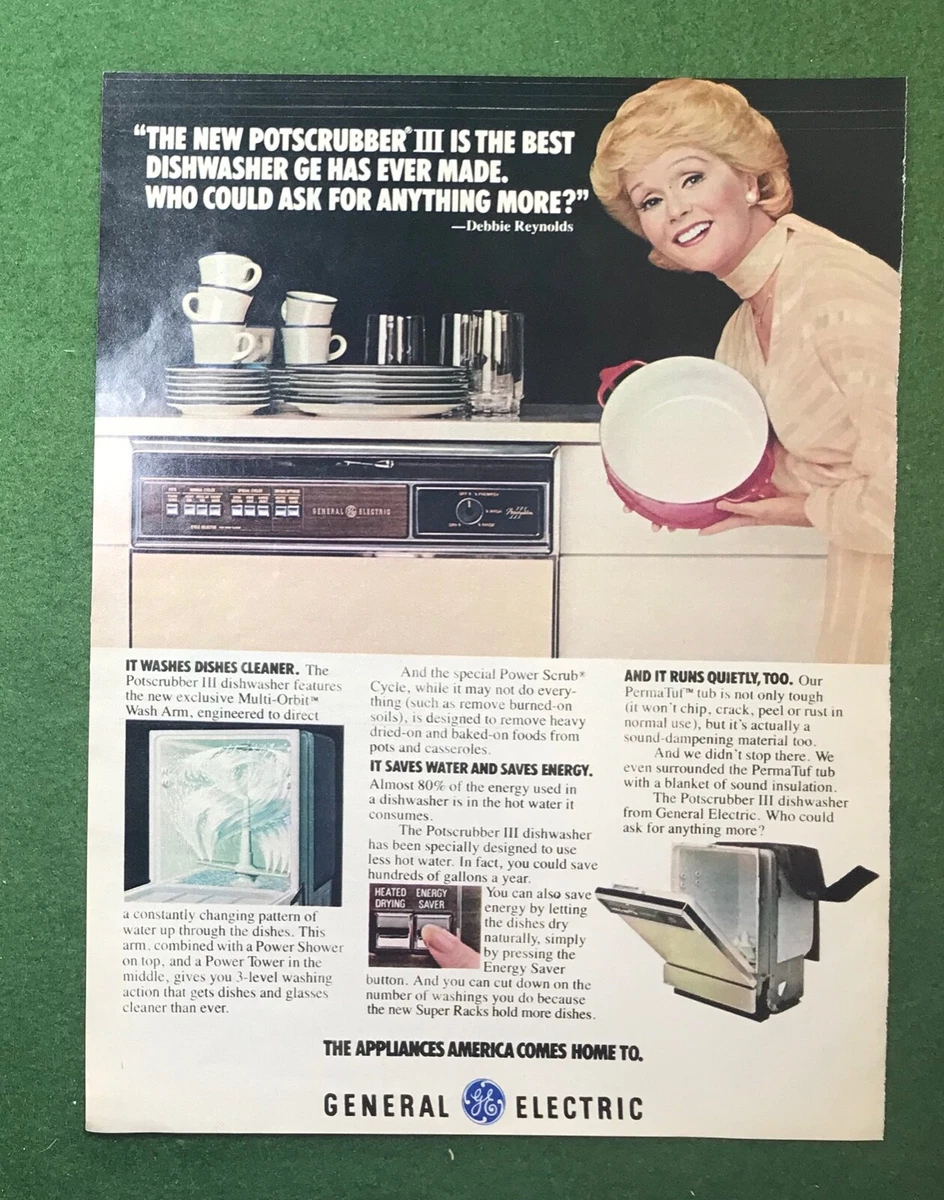 “THE NEW POTSCRUBBER® III IS THE BEST
DISHWASHER GE HAS EVER MADE.
WHO COULD ASK FOR ANYTHING MORE?”
—Debbie Reynolds
GENERAL GE ELECTRIC
IT WASHES DISHES CLEANER. The
Potscrubber III dishwasher features
the new exclusive Multi-Orbit™
Wash Arm, engineered to direct
a constantly changing pattern of
water up through the dishes. This
arm, combined with a Power Shower
on top, and a Power Tower in the
middle, gives you 3-level washing
action that gets dishes and glasses
cleaner than ever.
And the special Power Scrub®
Cycle, while it may not do every-
thing (such as remove burned-on
soils), is designed to remove heavy
dried-on and baked-on foods from
pots and casseroles.
IT SAVES WATER AND SAVES ENERGY.
Almost 80% of the energy used in
a dishwasher is in the hot water it
consumes.
The Potscrubber III dishwasher
has been specially designed to use
less hot water. In fact, you could save
hundreds of gallons a year.
HEATED DRYING
ENERGY SAVER
You can also save
energy by letting
the dishes dry
naturally, simply
by pressing the
Energy Saver
button. And you can cut down on the
number of washings you do because
the new Super Racks hold more dishes.
AND IT RUNS QUIETLY, TOO. Our
PermaTuf™ tub is not only tough
(it won't chip, crack, peel or rust in
normal use), but it's actually a
sound-dampening material too.
And we didn't stop there. We
even surrounded the PermaTuf tub
with a blanket of sound insulation.
The Potscrubber III dishwasher
from General Electric. Who could
ask for anything more?
THE APPLIANCES AMERICA COMES HOME TO.
GENERAL GE ELECTRIC